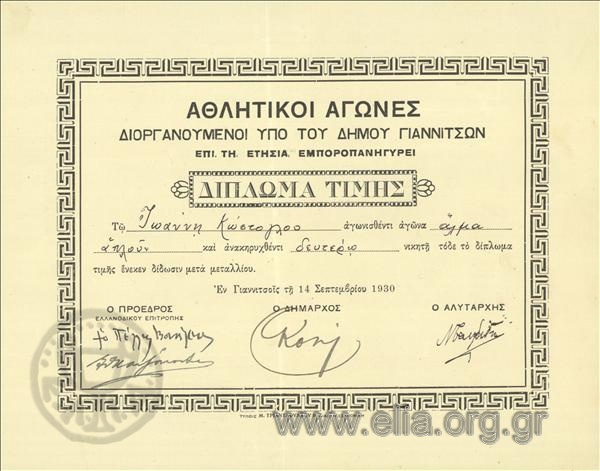 ΑΘΛΗΤΙΚΟΙ ΑΓΩΝΕΣ
ΔΙΟΡΓΑΝΟΥΜΕΝΟΙ ΥΠΟ ΤΟΥ ΔΗΜΟΥ ΓΙΑΝΝΙΤΣΩΝ
ΕΠΙ. ΤΗ. ΕΤΗΣΙΑ. ΕΜΠΟΡΟΠΑΝΗΓΥΡΕΙ
ΔΙΠΛΩΜΑ ΤΙΜΗΣ
Τῷ Ἰωάννῃ Κώστογλου ἀγωνισθέντι ἀγῶνα ἅλμα
ἁπλοῦν καὶ ἀνακηρυχθέντι δευτέρῳ νικητῇ τόδε τὸ δίπλωμα
τιμῆς ἕνεκεν δίδωσιν μετὰ μεταλλίου.
Ἐν Γιαννιτσοῖς τῇ 14 Σεπτεμβρίου 1930
Ο ΠΡΟΕΔΡΟΣ Ο ΔΗΜΑΡΧΟΣ Ο ΑΛΥΤΑΡΧΗΣ
ΕΛΛΑΝΟΔΙΚΟΥ ΕΠΙΤΡΟΠΗΣ
ΤΥΠΟΙΣ Μ.
www.elia.org.gr